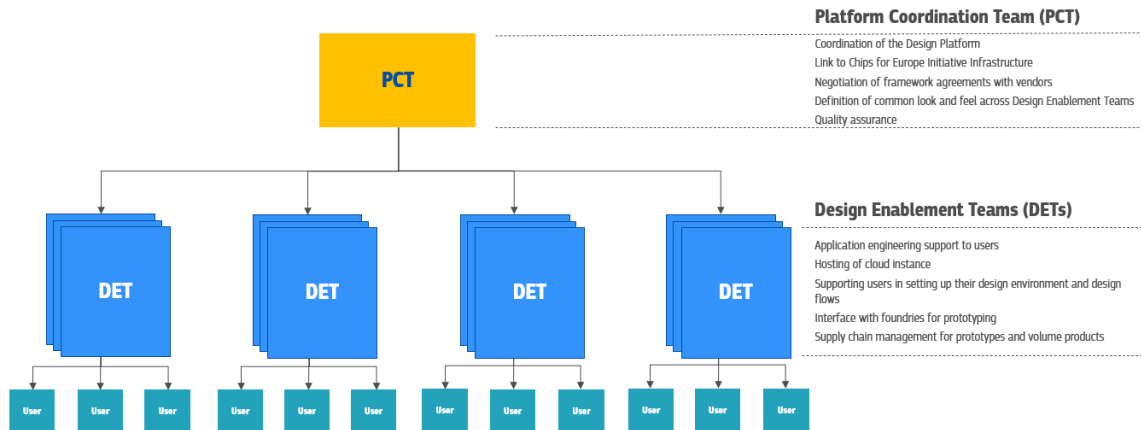 Platform Coordination Team (PCT)
PCT
Coordination of the Design Platform
Link to Chips for Europe Initiative Infrastructure
Negotiation of framework agreements with vendors
Definition of common look and feel across Design Enablement Teams
Quality assurance
Design Enablement Teams (DETs)
DET
DET
DET
DET
Application engineering support to users
Hosting of cloud instance
Supporting users in setting up their design environment and design
flows
Interface with foundries for prototyping
Supply chain management for prototypes and volume products
User
User
User
User
User
User
User
User
User
User
User
User